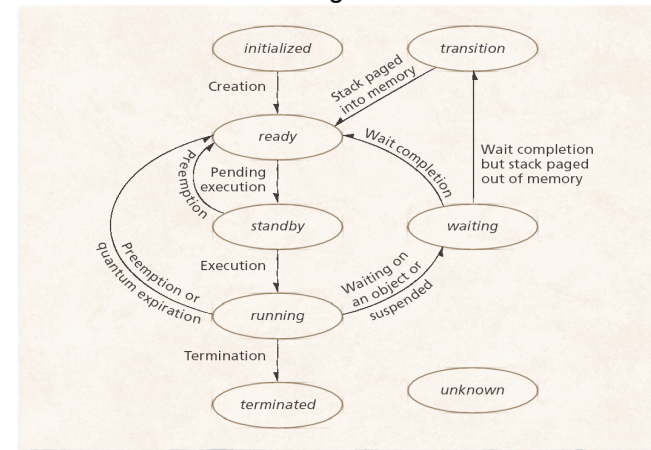 initialized
transition
Creation
Stack paged
into memory
ready
Wait completion
Preemption
Pending
execution
Wait completion
but stack paged
out of memory
standby
waiting
Execution
Preemption or
quantum expiration
Waiting on
an object or
suspended
running
Termination
unknown
terminated